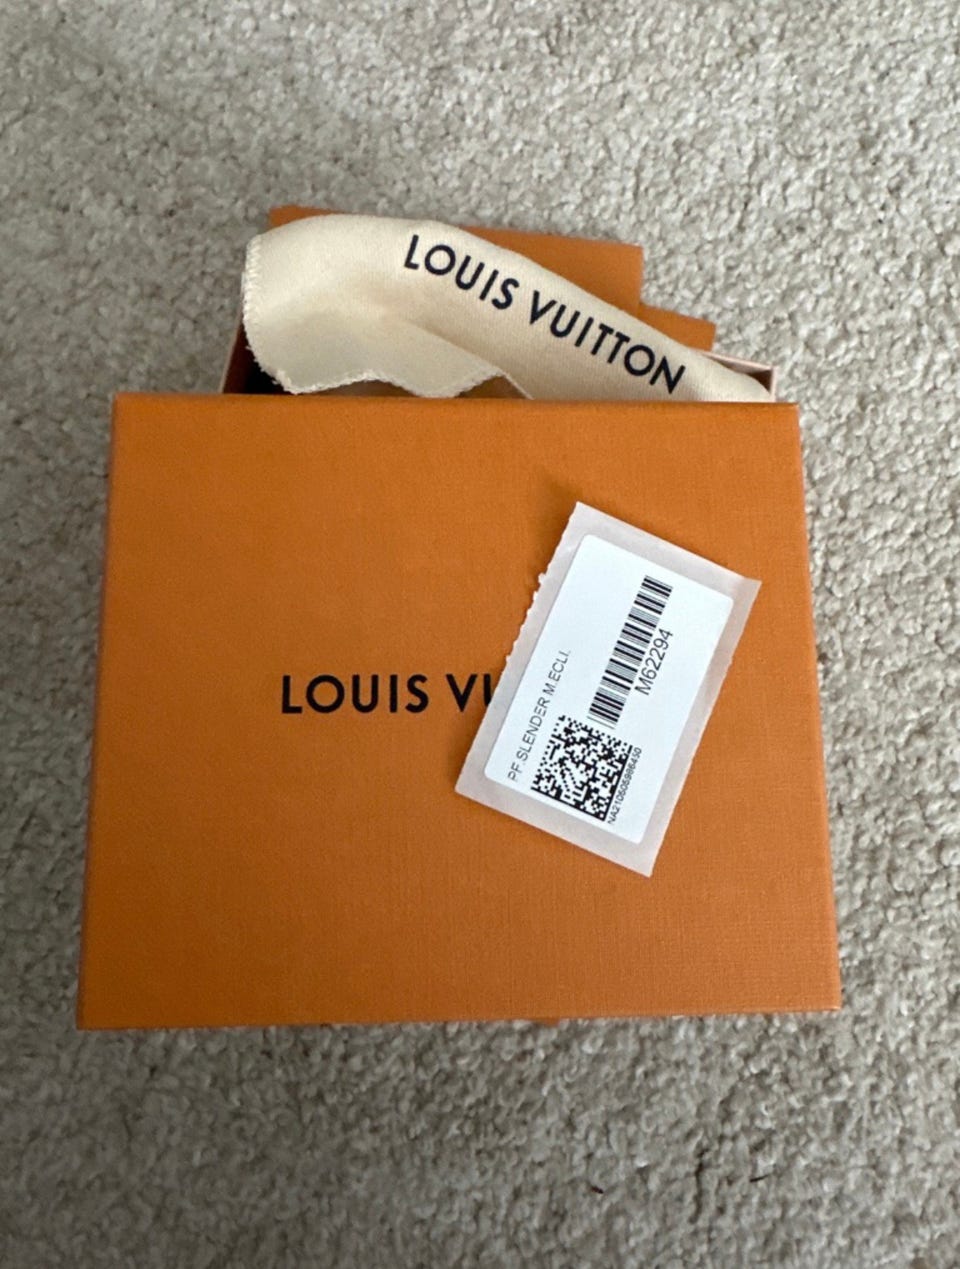 LOUIS VUITTON
LOUIS VU
PF.SLENDER M.ECLI.
M62294